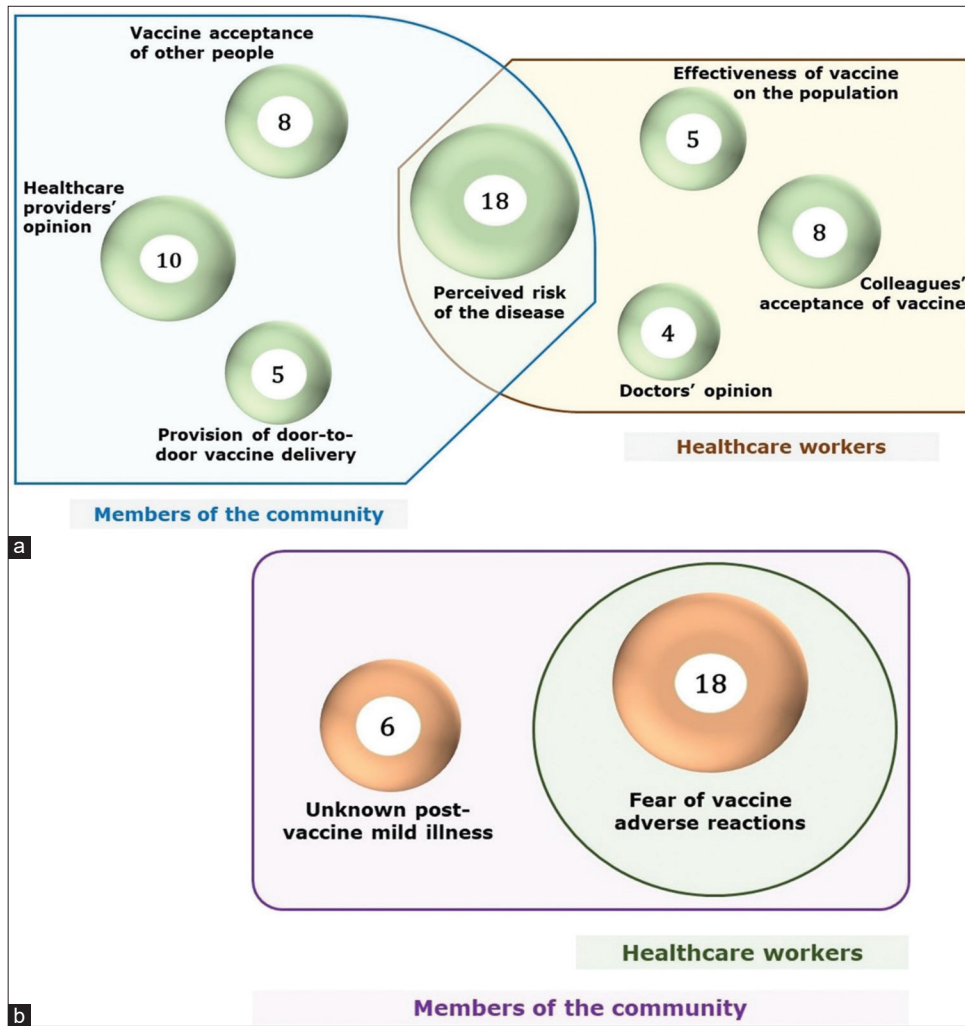 Vaccine acceptance
of other people
8
Healthcare
providers'
opinion
10
5
Provision of door-to-
door vaccine delivery
18
Perceived risk
of the disease
Effectiveness of vaccine
on the population
5
8
Colleagues'
acceptance of vaccine
4
Doctors' opinion
Healthcare workers
Members of the community
a
6
Unknown post-
vaccine mild illness
18
Fear of vaccine
adverse reactions
Healthcare workers
Members of the community
b